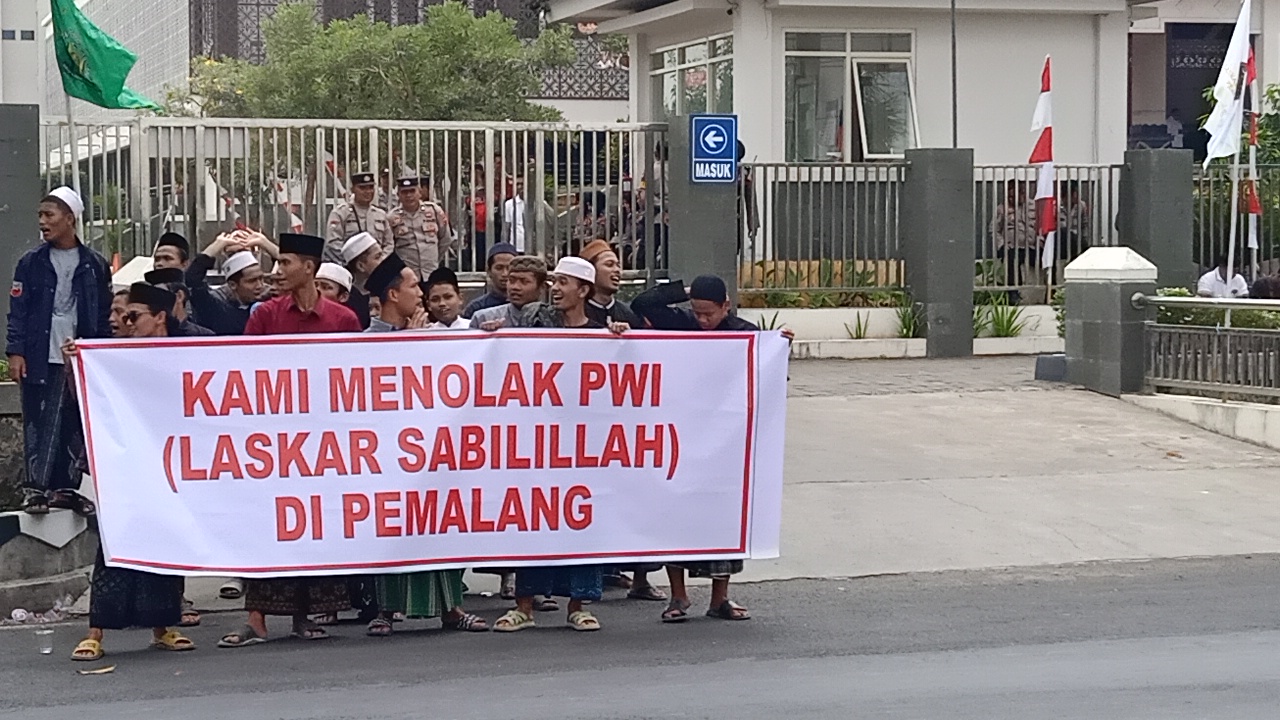 MASUK
KAMI MENOLAK PWI
(LASKAR SABILILLAH)
DI PEMALANG